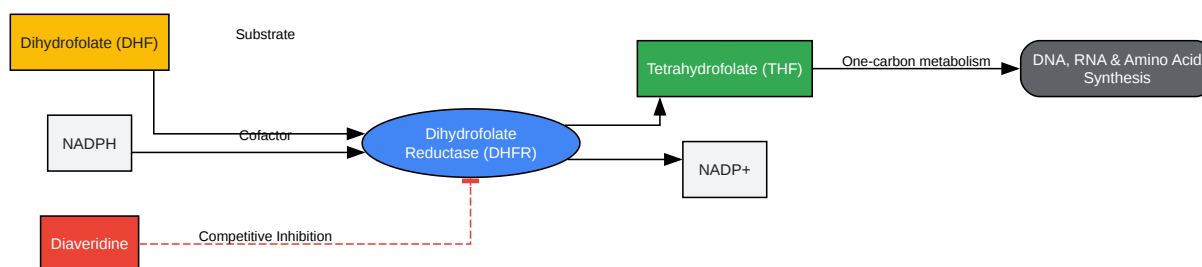 Dihydrofolate (DHF)
Substrate
Tetrahydrofolate (THF)
One-carbon metabolism
DNA, RNA & Amino Acid
Synthesis
NADPH
Cofactor
Dihydrofolate
Reductase (DHFR)
NADP+
Diaveridine
Competitive Inhibition